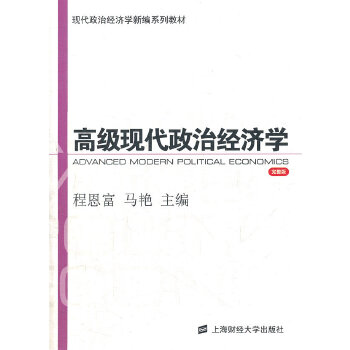 现代政治经济学新编系列教材
高级现代政治经济学
ADVANCED MODERN POLITICAL ECONOMICS
完整版
程恩富 马艳 主编
上海财经大学出版社